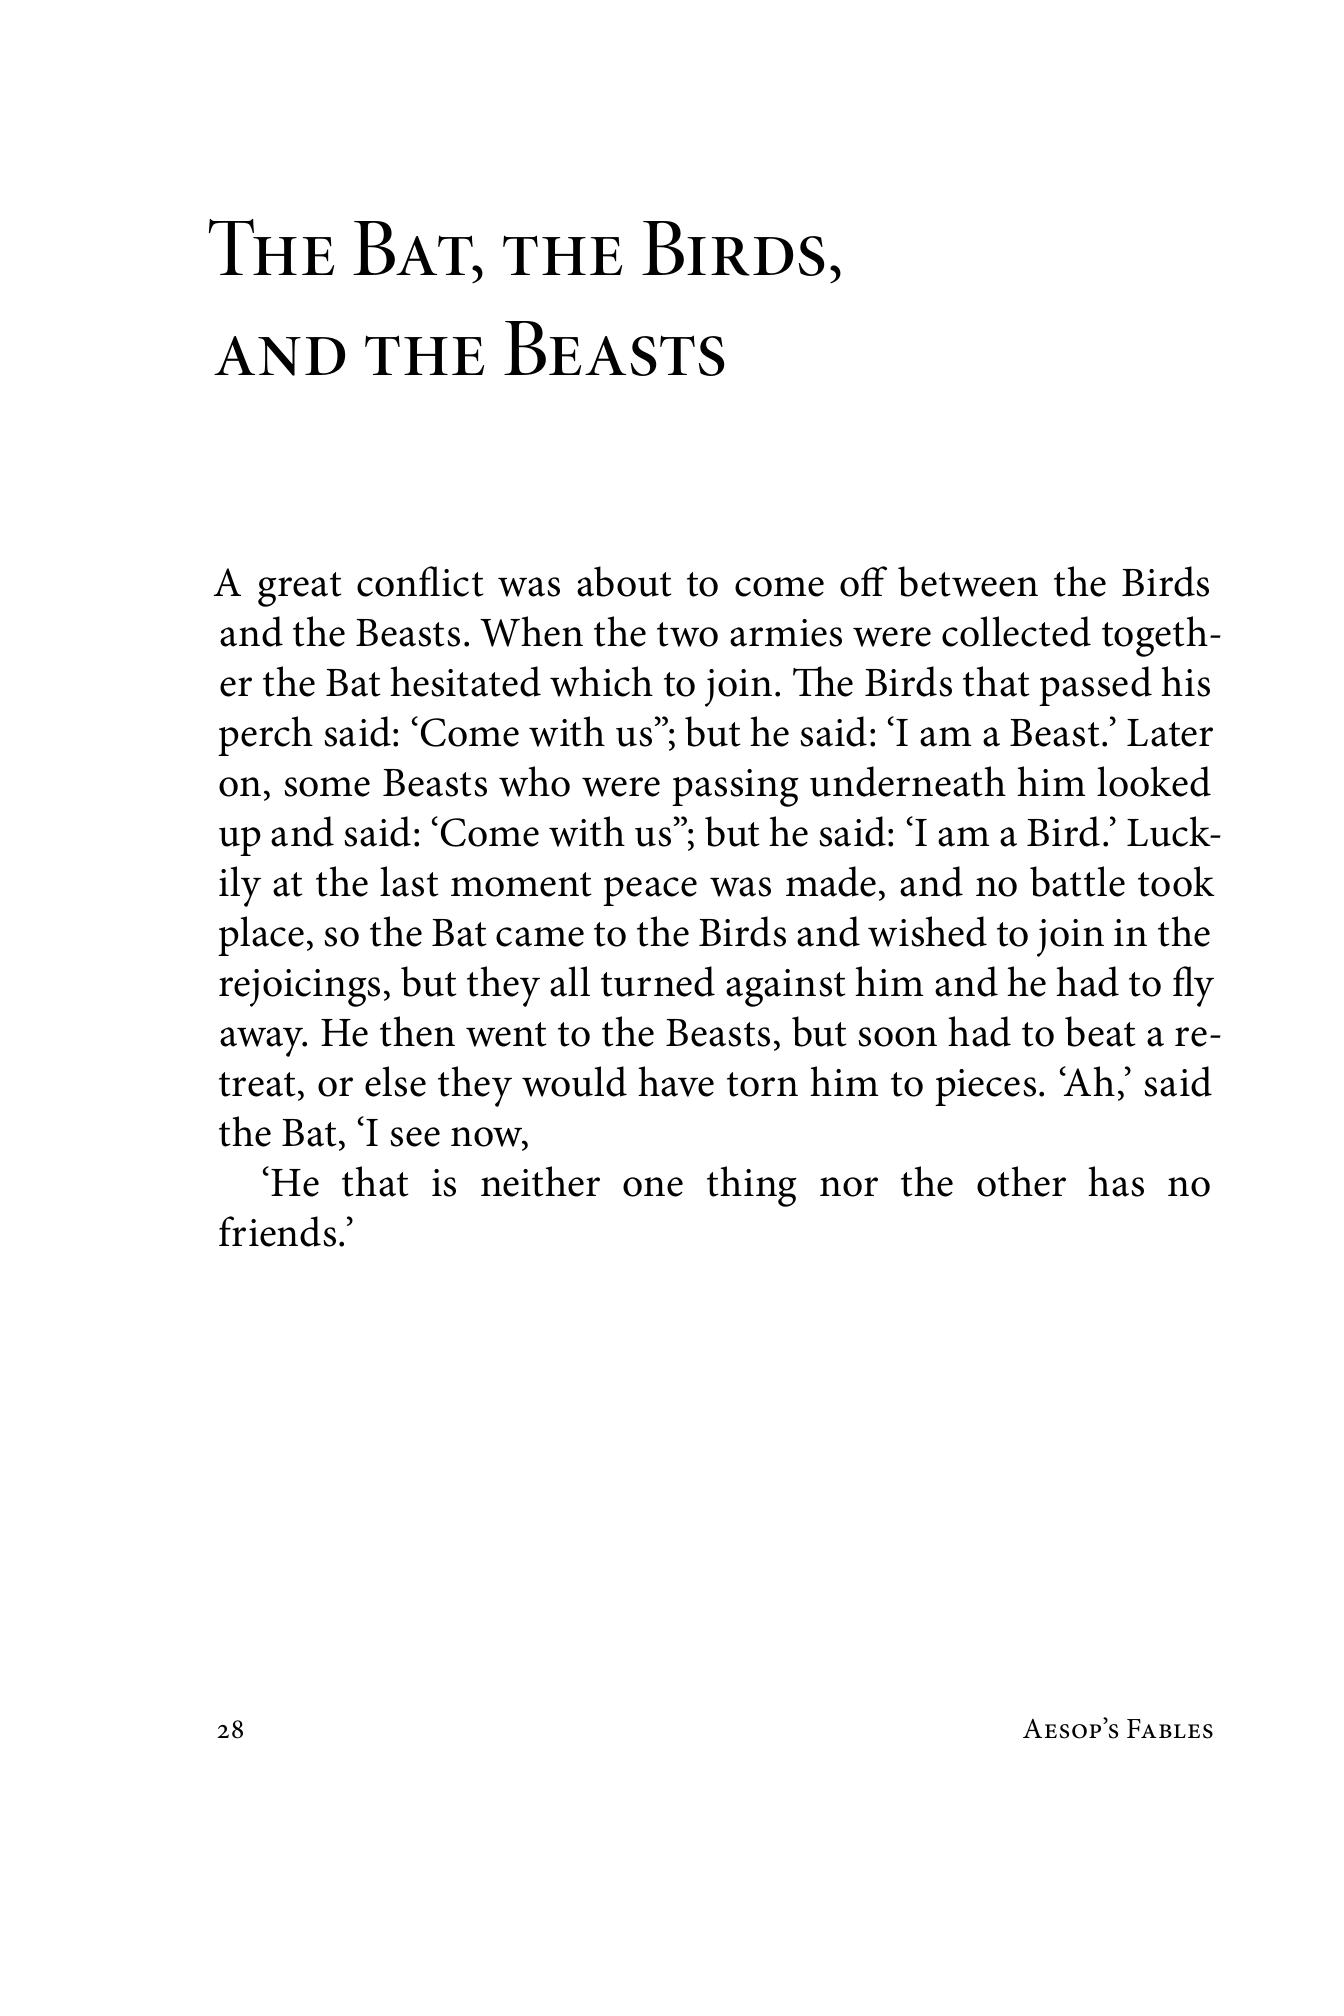 The Bat, the Birds,
and the Beasts
A great conflict was about to come off between the Birds
and the Beasts. When the two armies were collected togeth-
er the Bat hesitated which to join. The Birds that passed his
perch said: ‘Come with us”; but he said: ‘I am a Beast.’ Later
on, some Beasts who were passing underneath him looked
up and said: ‘Come with us”; but he said: ‘I am a Bird.’ Luck-
ily at the last moment peace was made, and no battle took
place, so the Bat came to the Birds and wished to join in the
rejoicings, but they all turned against him and he had to fly
away. He then went to the Beasts, but soon had to beat a re-
treat, or else they would have torn him to pieces. ‘Ah,’ said
the Bat, ‘I see now,
‘He that is neither one thing nor the other has no
friends.’
28 Aesop’s Fables